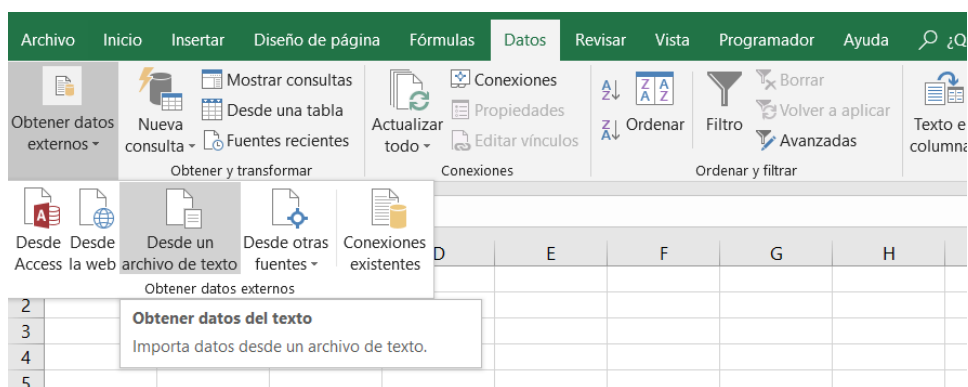 Archivo Inicio Insertar Diseño de página Fórmulas Datos Revisar Vista Programador Ayuda
Obtener datos externos
Nueva consulta
Mostrar consultas
Desde una tabla
Fuentes recientes
Obtener y transformar
Actualizar todo
Conexiones
Propiedades
Editar vínculos
Conexiones
Ordenar
Filtro
Borrar
Volver a aplicar
Avanzadas
Ordenar y filtrar
Texto e
Desde Access
Desde la web
Desde un archivo de texto
Desde otras fuentes
Conexiones existentes
Obtener datos externos
D E F G H
2
Obtener datos del texto
3
Importa datos desde un archivo de texto.
4
5